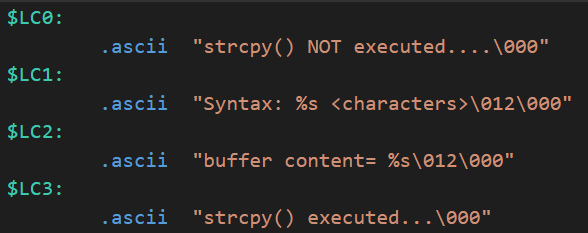 $LC0:
.ascii "strcpy() NOT executed....\000"
$LC1:
.ascii "Syntax: %s <characters>\012\000"
$LC2:
.ascii "buffer content= %s\012\000"
$LC3:
.ascii "strcpy() executed...\000"